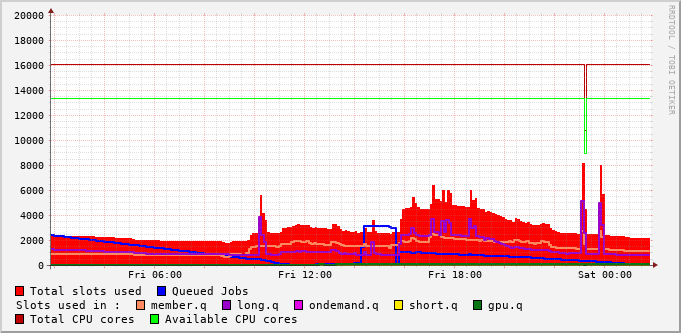 RRDTOOL / TOBI OETIKER
20000
18000
16000
14000
12000
10000
8000
6000
4000
2000
0
Fri 06:00 Fri 12:00 Fri 18:00 Sat 00:00
Total slots used Queued Jobs
Slots used in : member.q long.q ondemand.q short.q gpu.q
Total CPU cores Available CPU cores